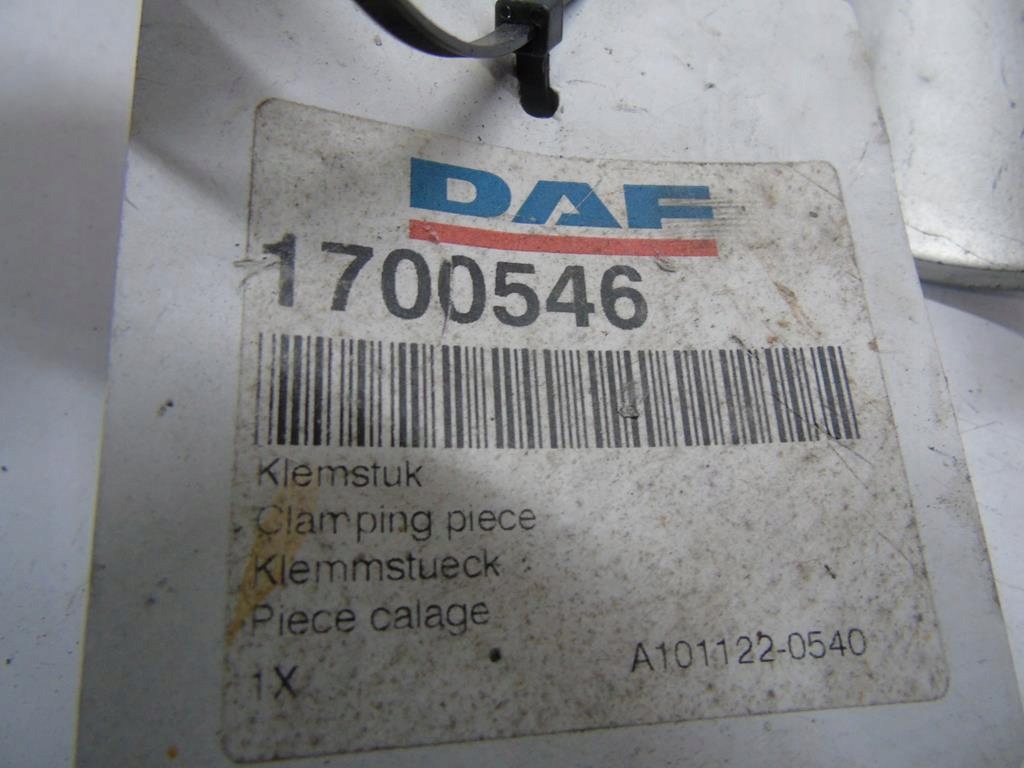 DAF
1700546
Klemstuk
Clamping piece
Klemmstueck
Piece calage
1X
A101122-0540